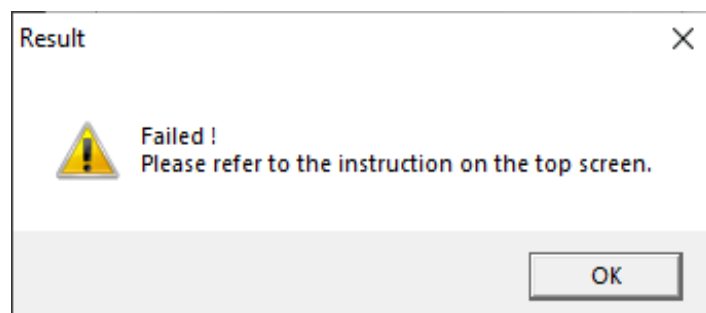 Result
Failed !
Please refer to the instruction on the top screen.
OK